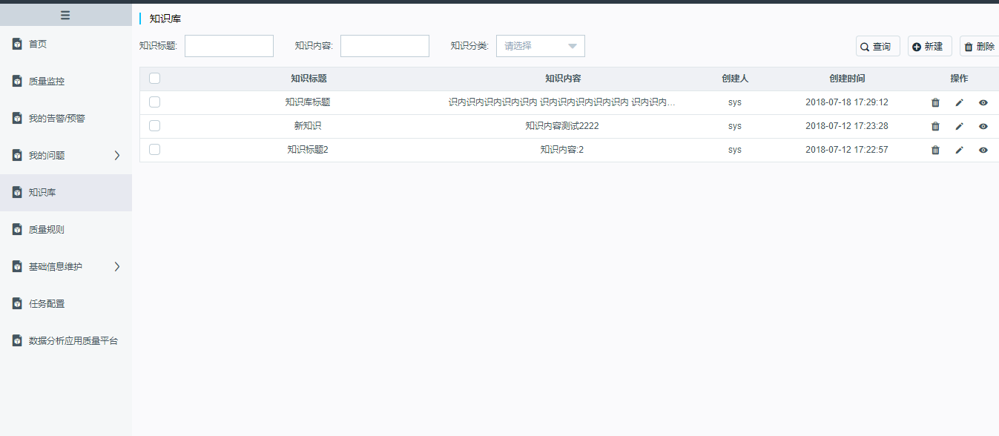 知识库
知识标题:
知识内容:
知识分类:
请选择
查询
新建
删除
首页
质量监控
我的告警/预警
我的问题
知识库
质量规则
基础信息维护
任务配置
数据分析应用质量平台
知识标题 知识内容 创建人 创建时间 操作
知识库标题 识内识内识内识内识内 识内识内识内识内识内 识内识内… sys 2018-07-18 17:29:12
新知识 知识内容测试2222 sys 2018-07-12 17:23:28
知识标题2 知识内容:2 sys 2018-07-12 17:22:57